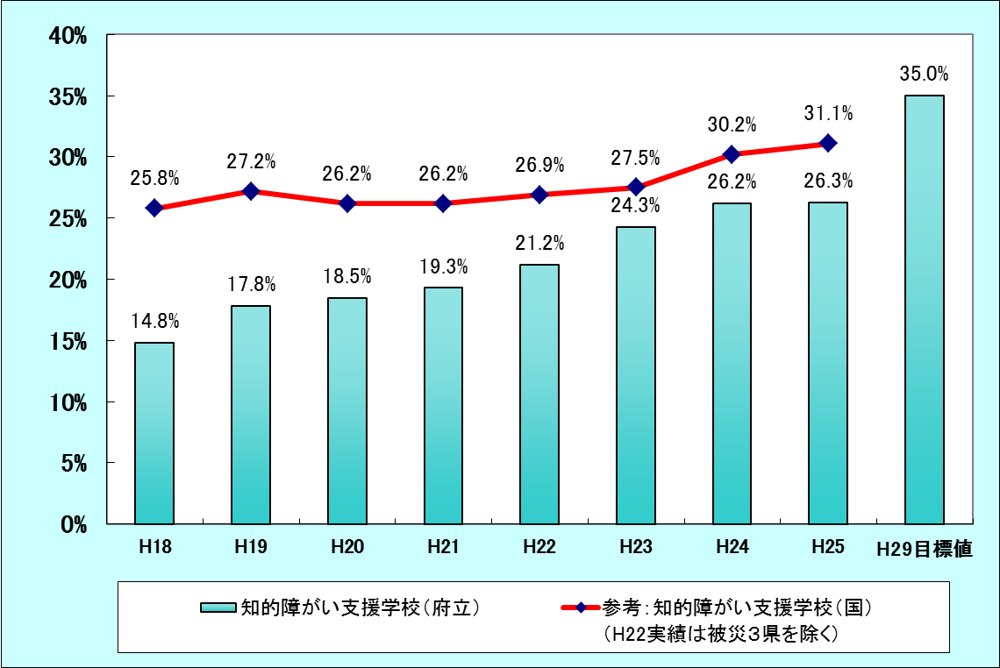 40%
35%
30%
25%
20%
15%
10%
5%
0%
25.8%
27.2%
26.2%
26.2%
26.9%
27.5%
30.2%
31.1%
14.8%
17.8%
18.5%
19.3%
21.2%
24.3%
26.2%
26.3%
35.0%
H18
H19
H20
H21
H22
H23
H24
H25
H29目標値
知的障がい支援学校（府立）
参考：知的障がい支援学校（国）
（H22実績は被災３県を除く）